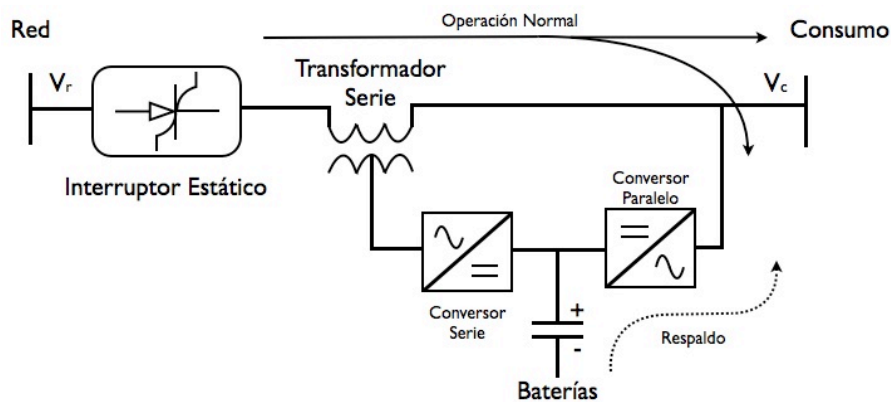 Operación Normal
Red
Consumo
Transformador
Serie
Vr
Vc
Interruptor Estático
Conversor
Paralelo
Conversor
Serie
+
-
Respaldo
Baterías